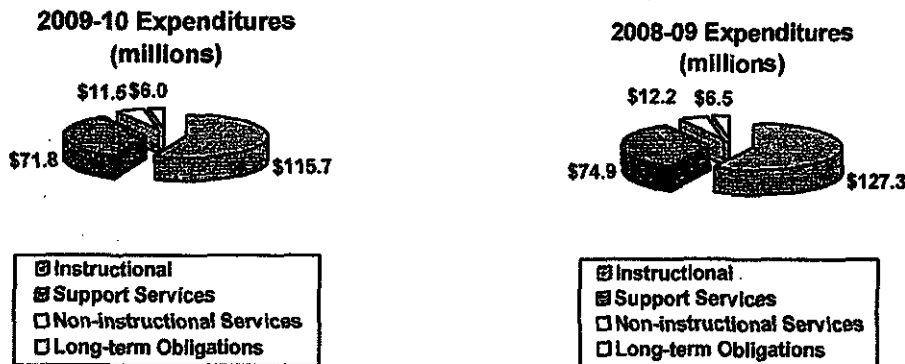 2009-10 Expenditures
(millions)
$11.5 $6.0
$71.8
$115.7
Instructional
Support Services
Non-instructional Services
Long-term Obligations
2008-09 Expenditures
(millions)
$12.2 $6.5
$74.9
$127.3
Instructional
Support Services
Non-instructional Services
Long-term Obligations